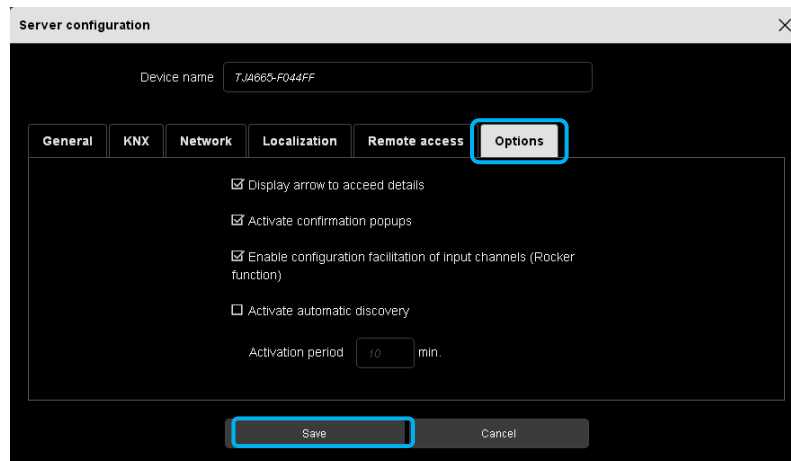 Server configuration
Device name TJA665-F044FF
General KNX Network Localization Remote access Options
Display arrow to acceed details
Activate confirmation popups
Enable configuration facilitation of input channels (Rocker
function)
Activate automatic discovery
Activation period 10 min.
Save Cancel